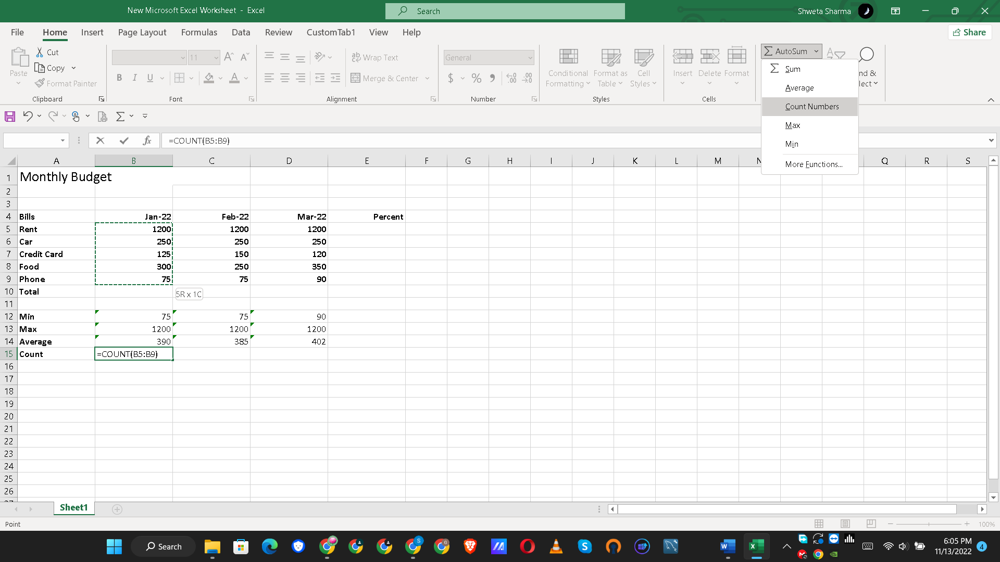 New Microsoft Excel Worksheet - Excel
Search
Shweta Sharma
File Home Insert Page Layout Formulas Data Review CustomTab1 View Help
Share
Paste
Cut
Copy
Format Painter
Clipboard
11
B I U
Font
Wrap Text
Merge & Center
Alignment
General
$ % 9
Number
Conditional Formatting
Format as Table
Cell Styles
Styles
Insert Delete Format
Cells
AutoSum
Sum
Average
Count Numbers
Max
Min
More Functions...
nd &
lect
=COUNT(B5:B9)
A B C D E F G H I J K L M N Q R S
1 Monthly Budget
2
3
4 Bills Jan-22 Feb-22 Mar-22 Percent
5 Rent 1200 1200 1200
6 Car 250 250 250
7 Credit Card 125 150 120
8 Food 300 250 350
9 Phone 75 75 90
10 Total
5R x 1C
11
12 Min 75 75 90
13 Max 1200 1200 1200
14 Average 390 385 402
15 Count =COUNT(B5:B9)
16
17
18
19
20
21
22
23
24
25
26
Sheet1
Point
100%
Search
6:05 PM
11/13/2022
4